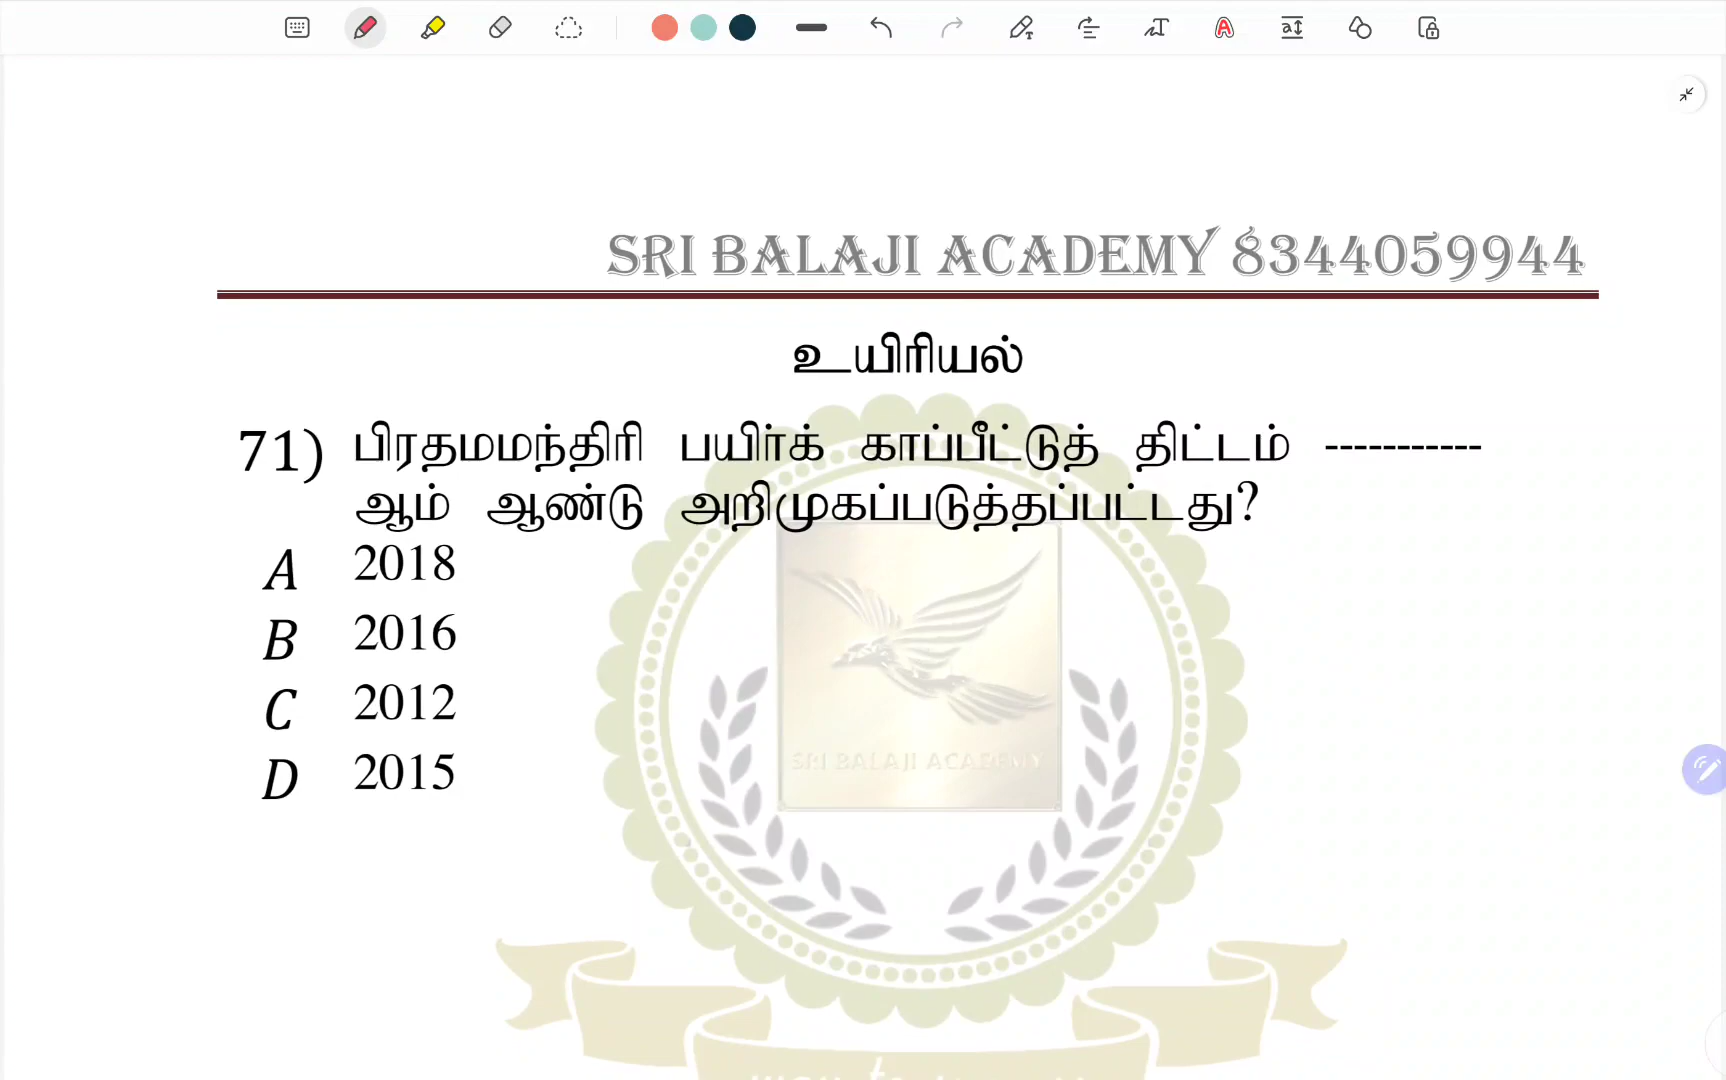 SRI BALAJI ACADEMY 8344059944
உயிரியல்
71) பிரதமமந்திரி பயிர்க் காப்பீட்டுத் திட்டம் -----------
ஆம் ஆண்டு அறிமுகப்படுத்தப்பட்டது?
A 2018
B 2016
C 2012
D 2015
SRI BALAJI ACADEMY